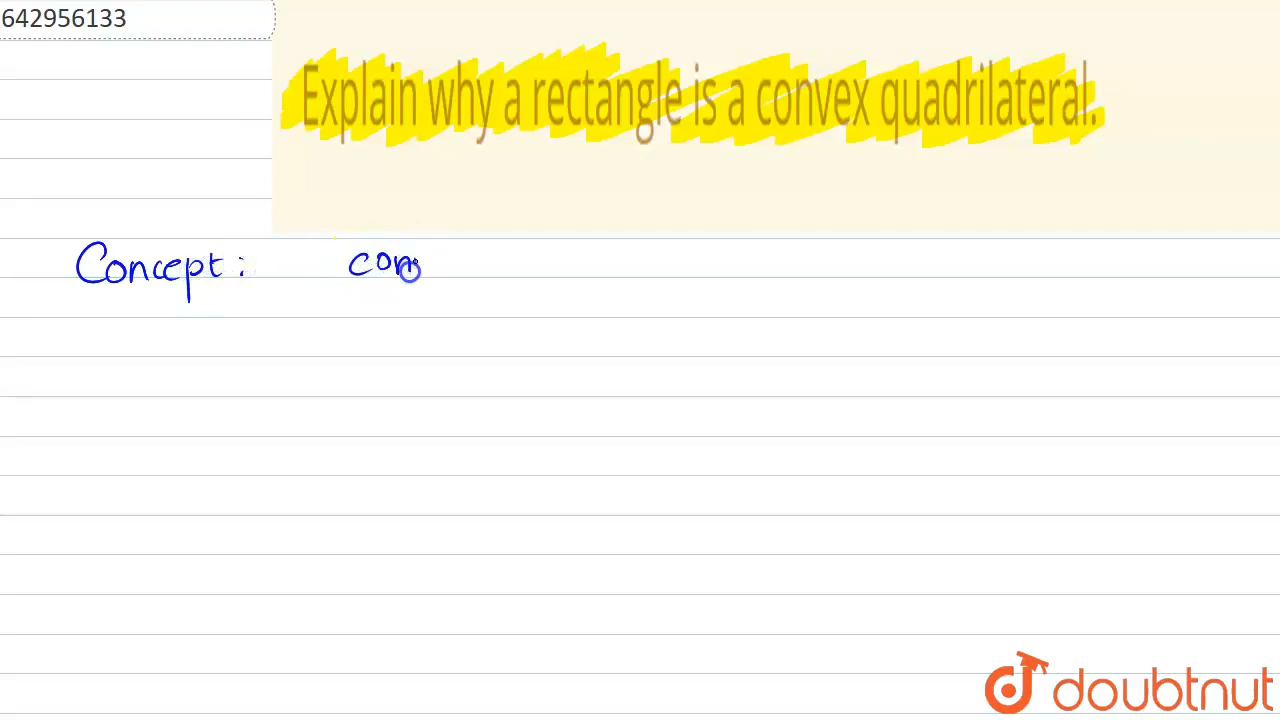 642956133
Explain why a rectangle is a convex quadrilateral.
Concept : con
doubtnut